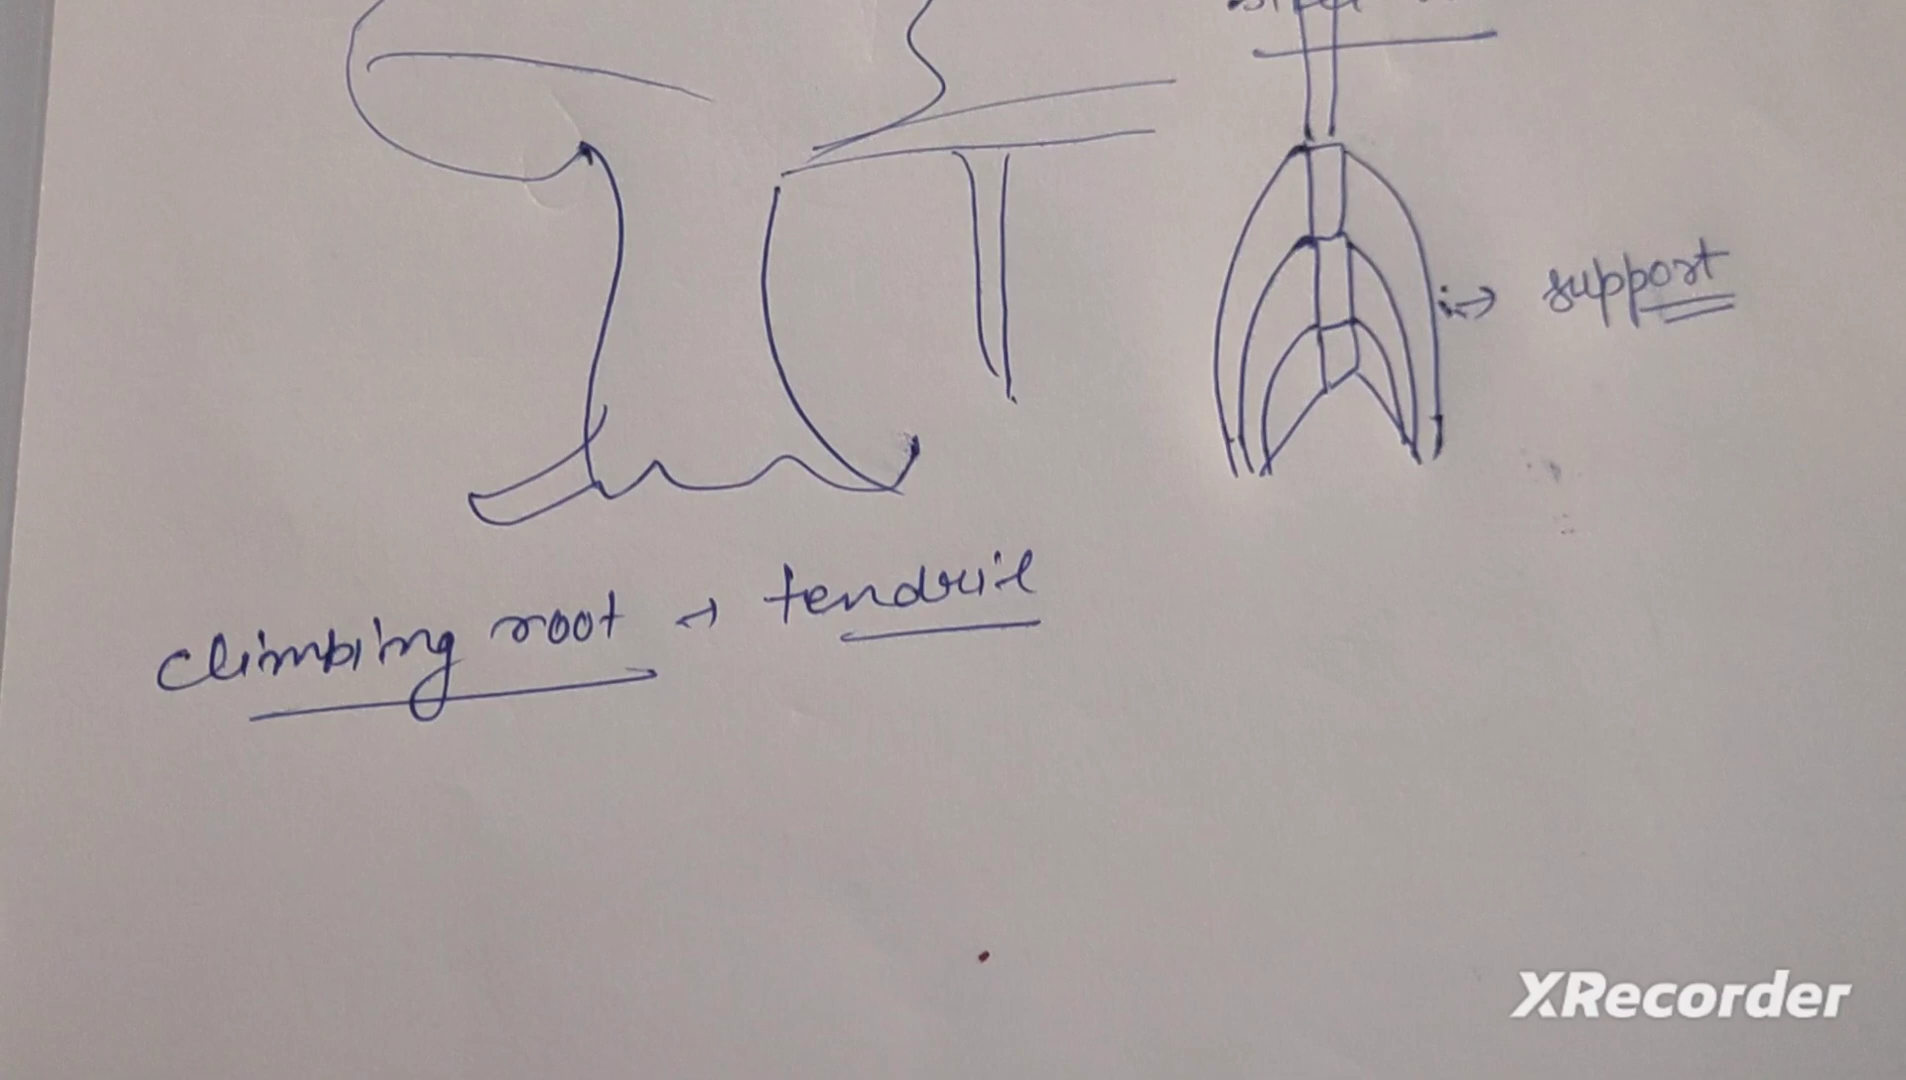 support
climbing root → tendril
XRecorder